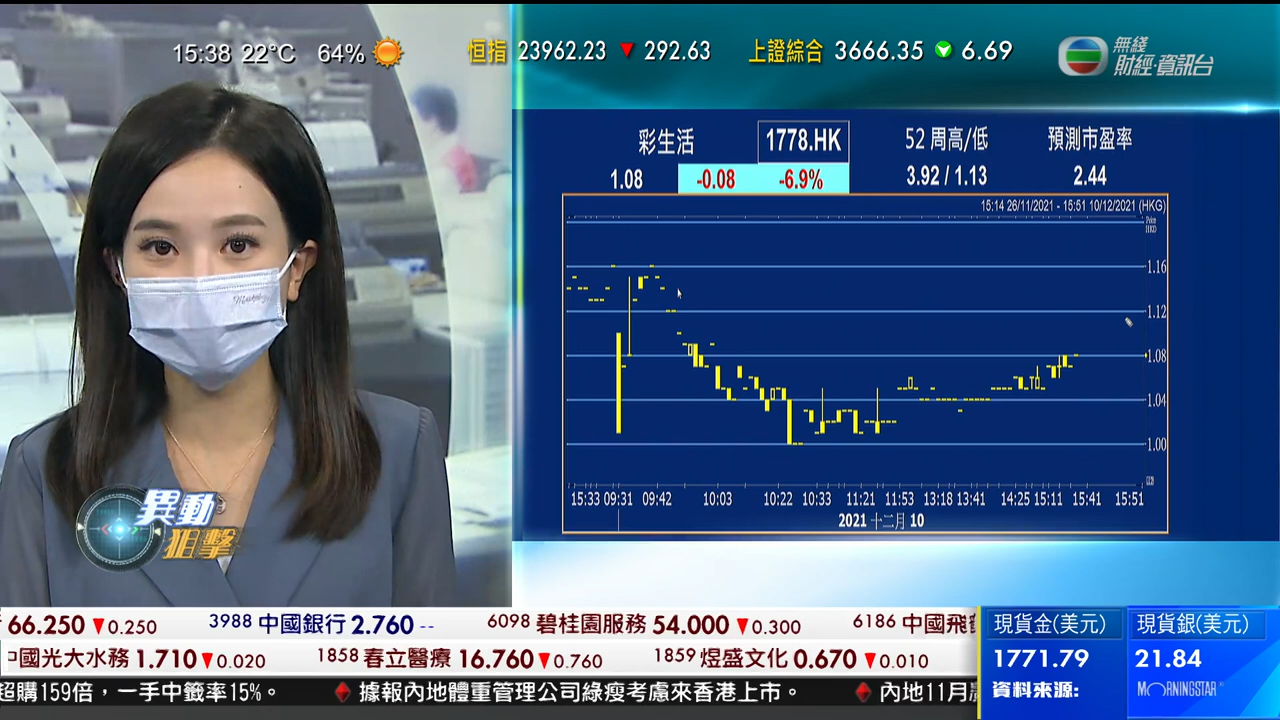 15:38 22°C 64%
恒指 23962.23 ▼ 292.63 上證綜合 3666.35 6.69
無綫
財經·資訊台
彩生活 1778.HK 52 周高/低 預測市盈率
1.08 -0.08 -6.9% 3.92 / 1.13 2.44
15:14 26/11/2021 - 15:51 10/12/2021 (HKG)
Price
HKD
1.16
1.12
1.08
1.04
1.00
15:33 09:31 09:42 10:03 10:22 10:33 11:21 11:53 13:18 13:41 14:25 15:11 15:41 15:51
2021 十二月 10
異動
狙擊
66.250 ▼0.250 3988 中國銀行 2.760 -- 6098 碧桂園服務 54.000 ▼0.300 6186 中國飛
國光大水務 1.710 ▼0.020 1858 春立醫療 16.760 ▼0.760 1859 煜盛文化 0.670 ▼0.010
超購159倍，一手中籤率15%。 ♦ 據報內地體重管理公司綠瘦考慮來香港上市。 ♦ 內地11月
現貨金(美元) 現貨銀(美元)
1771.79 21.84
資料來源: MORNINGSTAR